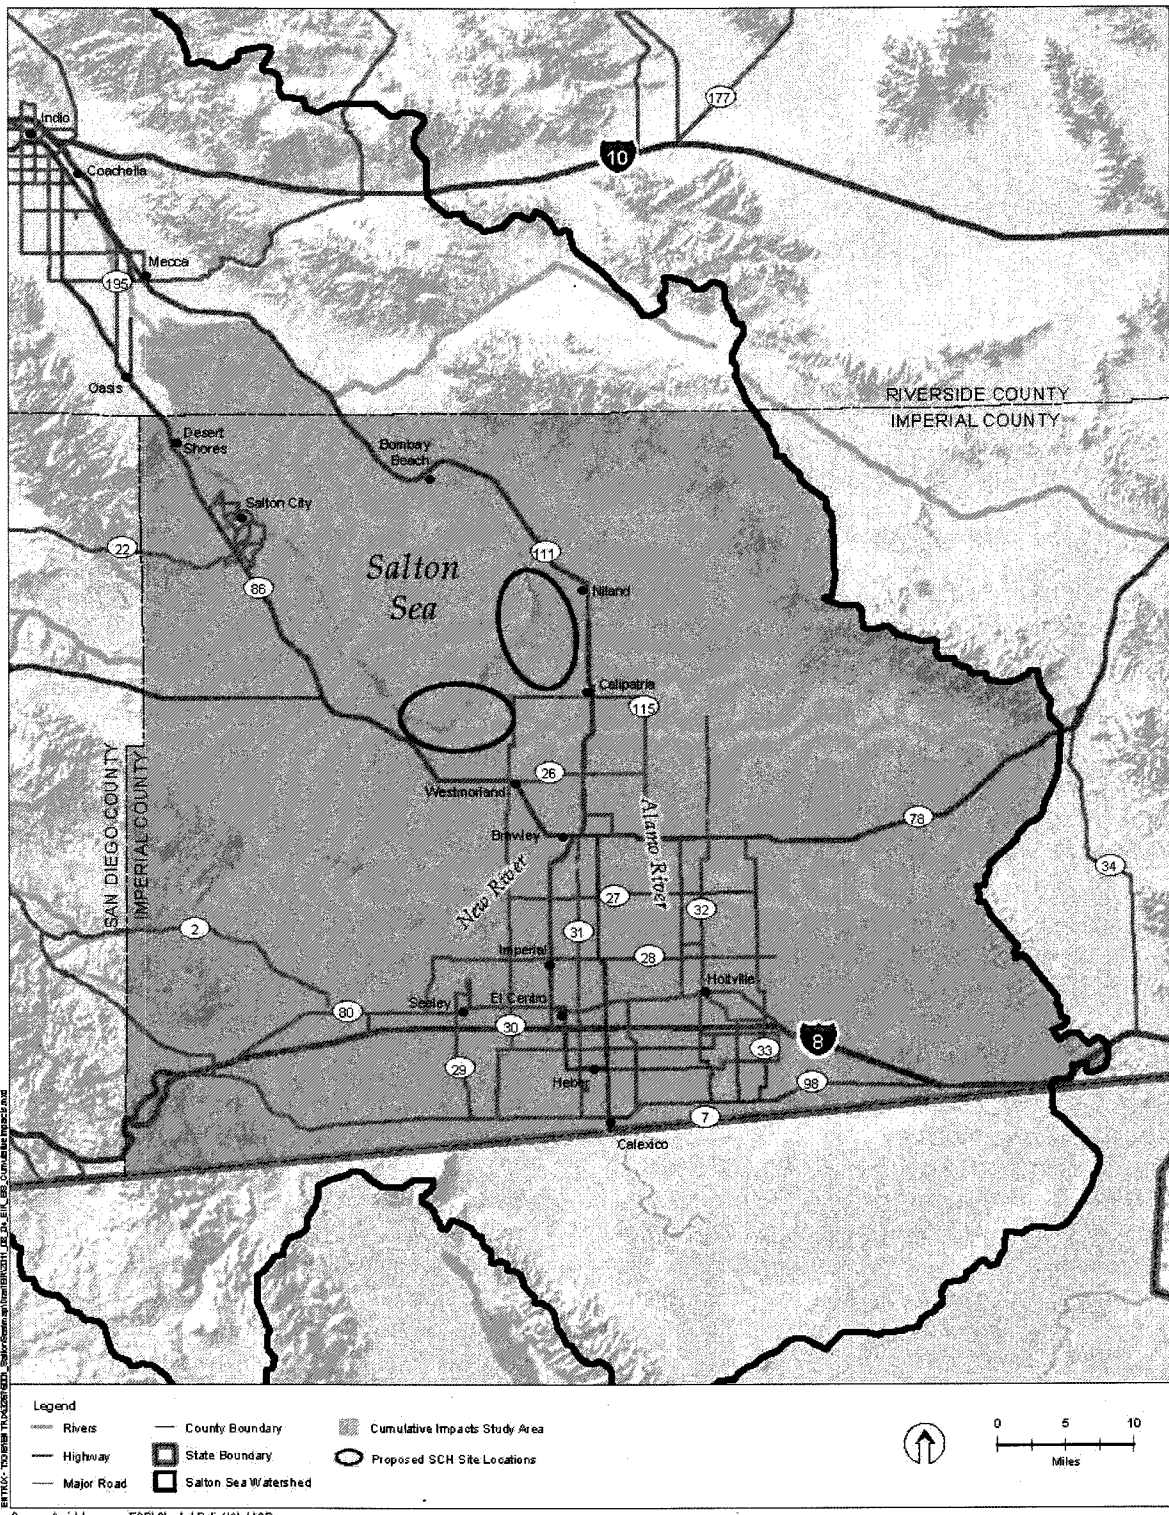 177
Indio
10
Coachella
Mecca
195
Oasis
RIVERSIDE COUNTY
IMPERIAL COUNTY
Desert
Shores
Bombay
Beach
Salton City
22
111
Salton
Sea
86
Niland
Calipatria
115
SAN DIEGO COUNTY
IMPERIAL COUNTY
26
Westmorland
Alamo River
78
Brawley
34
New River
27
32
2
31
Imperial
28
Holtville
Seeley
El Centro
80
30
8
33
29
Heber
98
7
Calexico
Legend
Rivers
County Boundary
Cumulative Impacts Study Area
Highway
State Boundary
Proposed SCH Site Locations
Major Road
Salton Sea Watershed
0 5 10
Miles